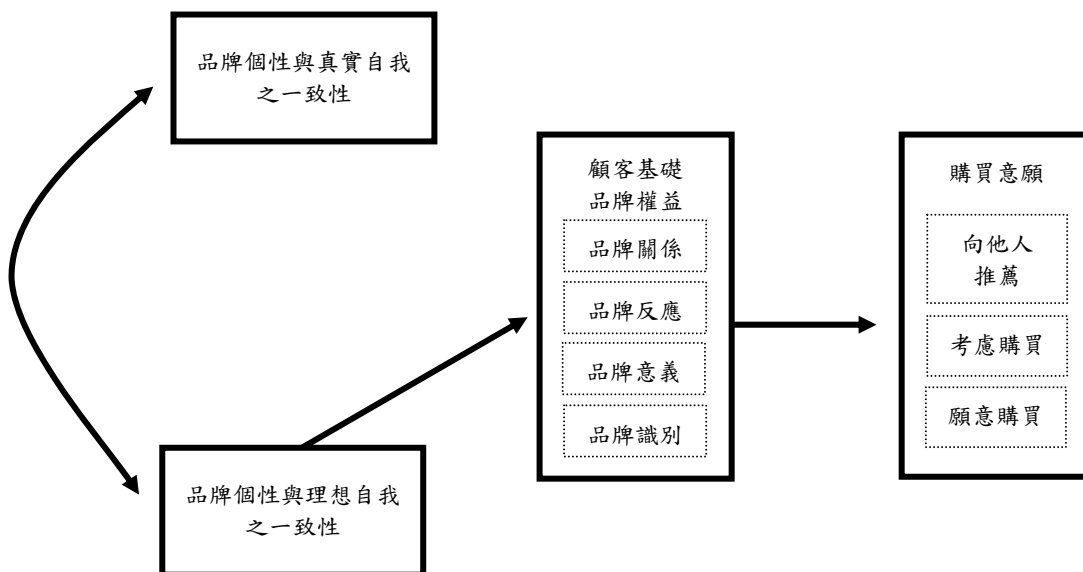 品牌個性與真實自我
之一致性
顧客基礎
品牌權益
品牌關係
品牌反應
品牌意義
品牌識別
購買意願
向他人
推薦
考慮購買
願意購買
品牌個性與理想自我
之一致性